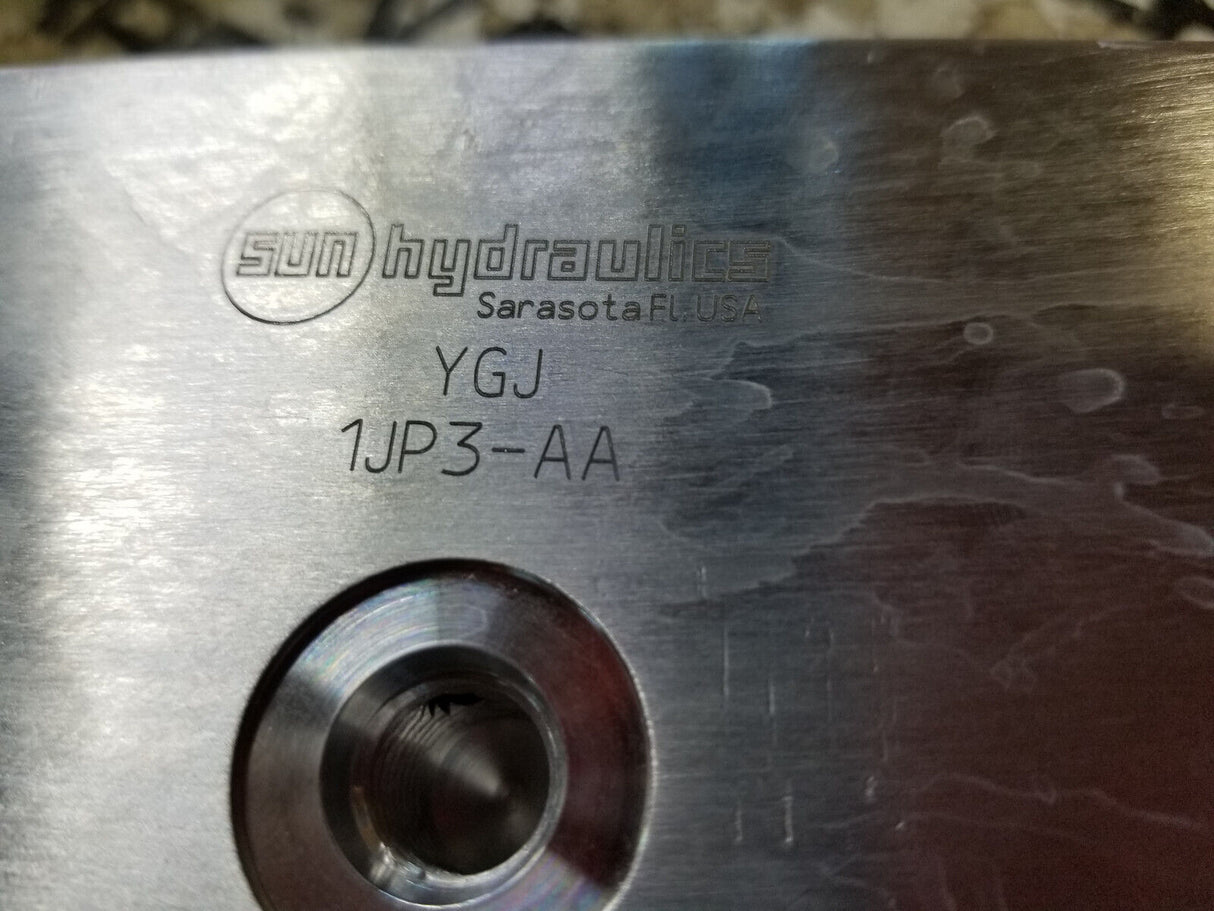 sun hydraulics
Sarasota Fl. USA
YGJ
1JP3-AA